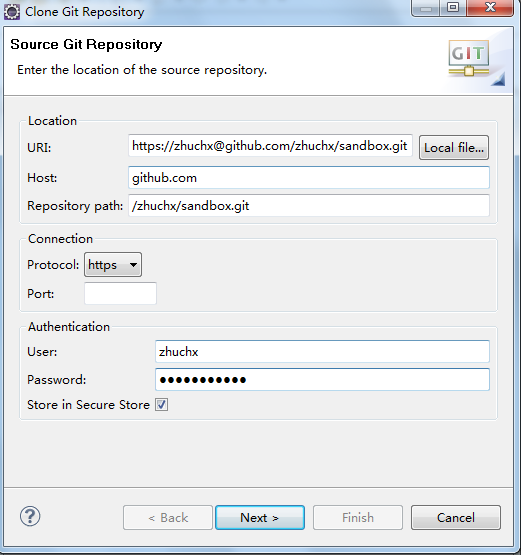 Clone Git Repository
Source Git Repository
Enter the location of the source repository.
GIT
Location
URI: https://zhuchx@github.com/zhuchx/sandbox.git Local file...
Host: github.com
Repository path: /zhuchx/sandbox.git
Connection
Protocol: https
Port:
Authentication
User: zhuchx
Password: ●●●●●●●●●●●
Store in Secure Store
? < Back Next > Finish Cancel